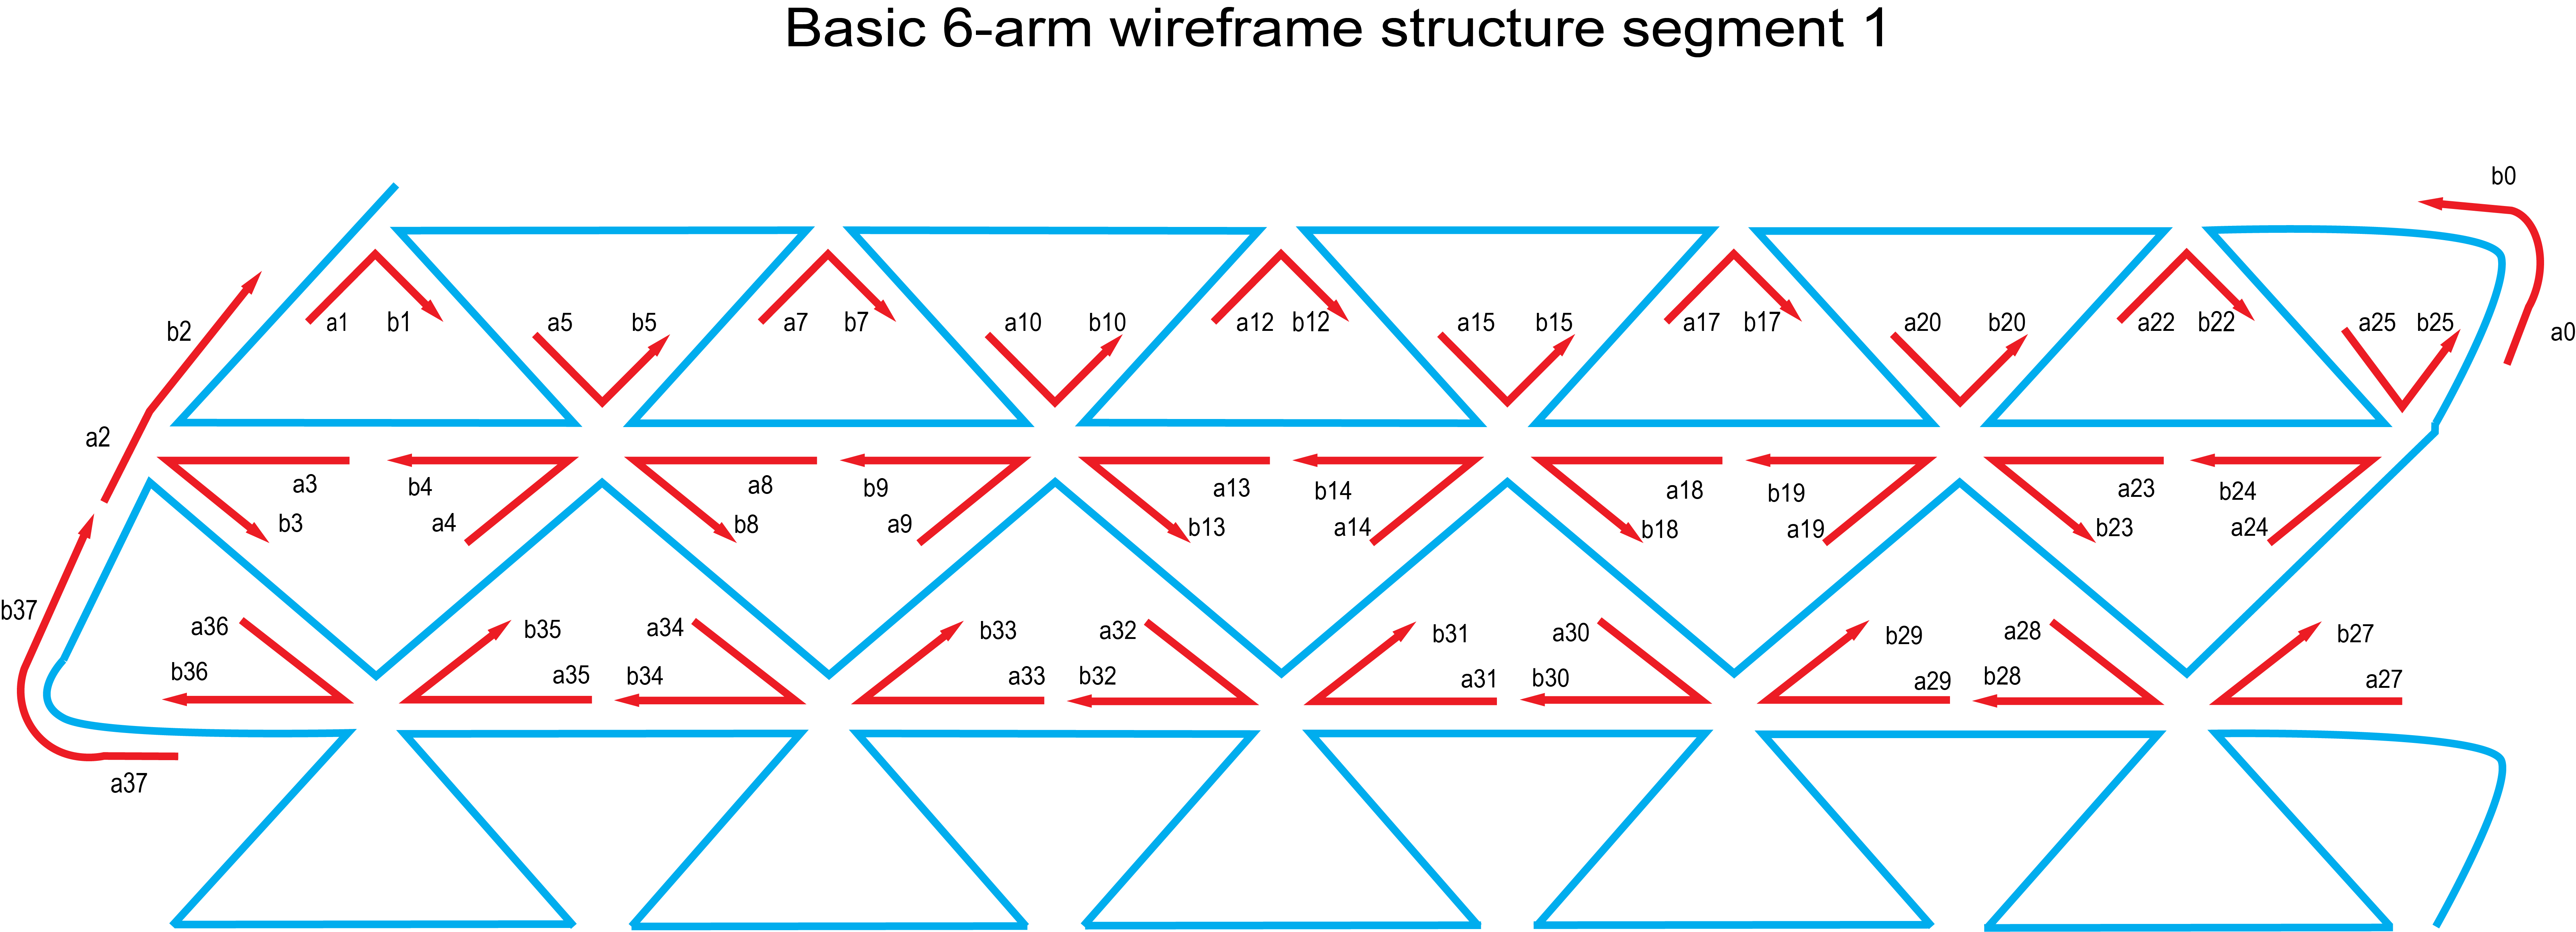 Basic 6-arm wireframe structure segment 1
b0
b2
a1 b1 a5 b5 a7 b7 a10 b10 a12 b12 a15 b15 a17 b17 a20 b20 a22 b22 a25 b25 a0
a2
a3 b4 a8 b9 a13 b14 a18 b19 a23 b24
b3 a4 b8 a9 b13 a14 b18 a19 b23 a24
b37
a36 b35 a34 b33 a32 b31 a30 b29 a28 b27
b36 a35 b34 a33 b32 a31 b30 a29 b28 a27
a37